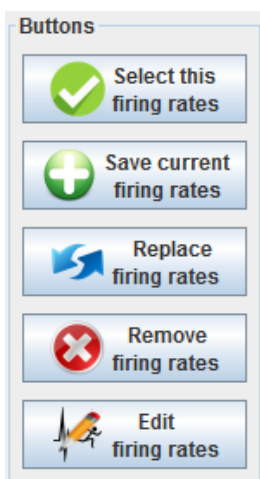 Buttons
Select this
firing rates
Save current
firing rates
Replace
firing rates
Remove
firing rates
Edit
firing rates